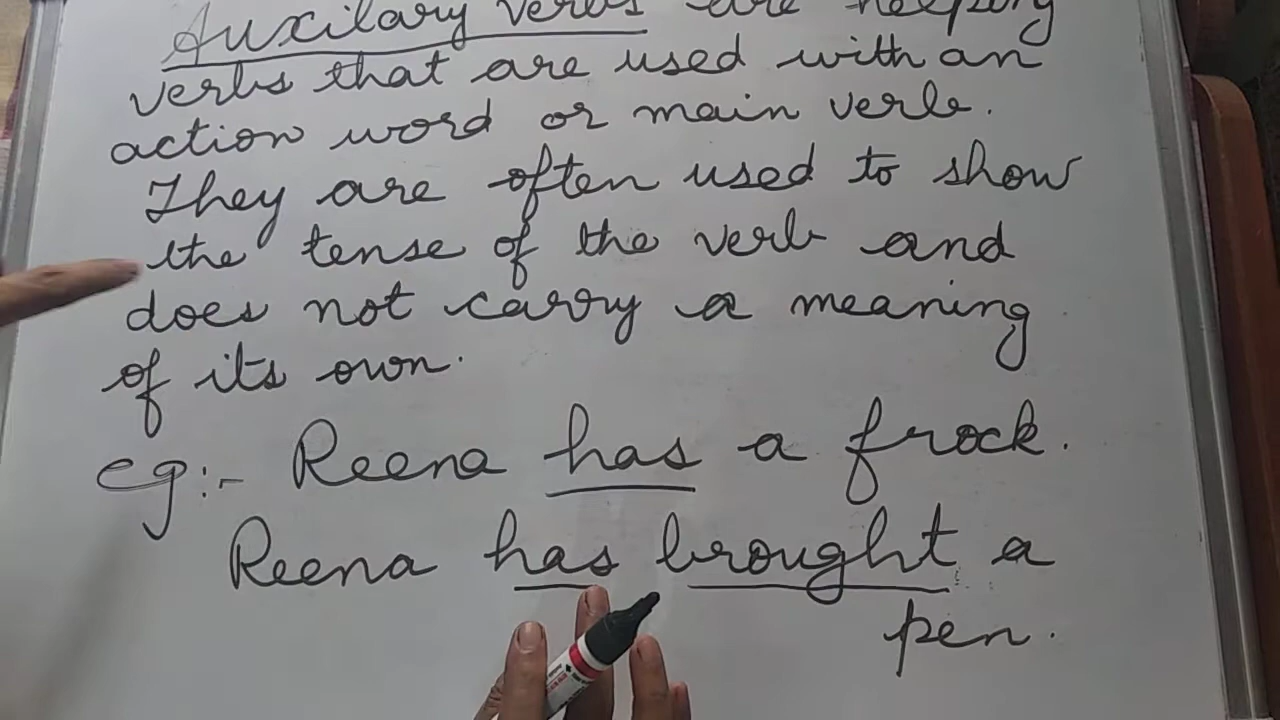 Auxilary verbs are helping
verbs that are used with an
action word or main verb.
They are often used to show
the tense of the verb and
does not carry a meaning
of its own.
eg:- Reena has a frock.
Reena has brought a
pen.